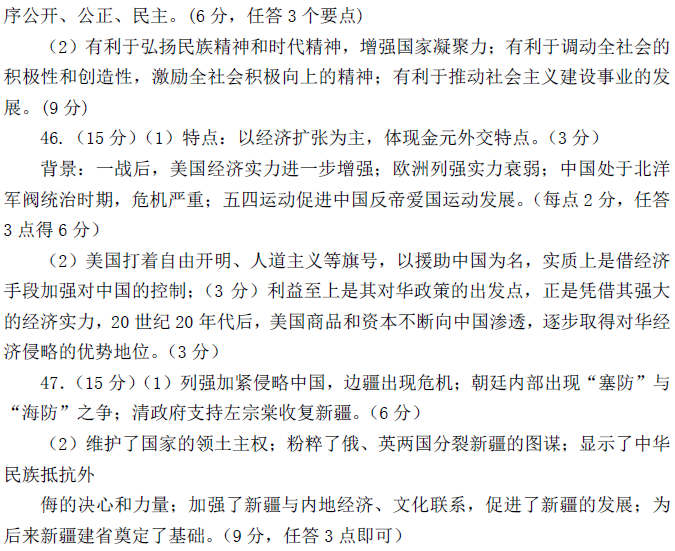 序公开、公正、民主。(6 分，任答 3 个要点)
（2）有利于弘扬民族精神和时代精神，增强国家凝聚力；有利于调动全社会的
积极性和创造性，激励全社会积极向上的精神；有利于推动社会主义建设事业的发
展。(9 分)
46.（15 分）（1）特点：以经济扩张为主，体现金元外交特点。（3 分）
背景：一战后，美国经济实力进一步增强；欧洲列强实力衰弱；中国处于北洋
军阀统治时期，危机严重；五四运动促进中国反帝爱国运动发展。（每点 2 分，任答
3 点得 6 分）
（2）美国打着自由开明、人道主义等旗号，以援助中国为名，实质上是借经济
手段加强对中国的控制；（3 分）利益至上是其对华政策的出发点，正是凭借其强大
的经济实力，20 世纪 20 年代后，美国商品和资本不断向中国渗透，逐步取得对华经
济侵略的优势地位。（3 分）
47.（15 分）（1）列强加紧侵略中国，边疆出现危机；朝廷内部出现“塞防”与
“海防”之争；清政府支持左宗棠收复新疆。（6 分）
（2）维护了国家的领土主权；粉粹了俄、英两国分裂新疆的图谋；显示了中华
民族抵抗外
侮的决心和力量；加强了新疆与内地经济、文化联系，促进了新疆的发展；为
后来新疆建省奠定了基础。（9 分，任答 3 点即可）